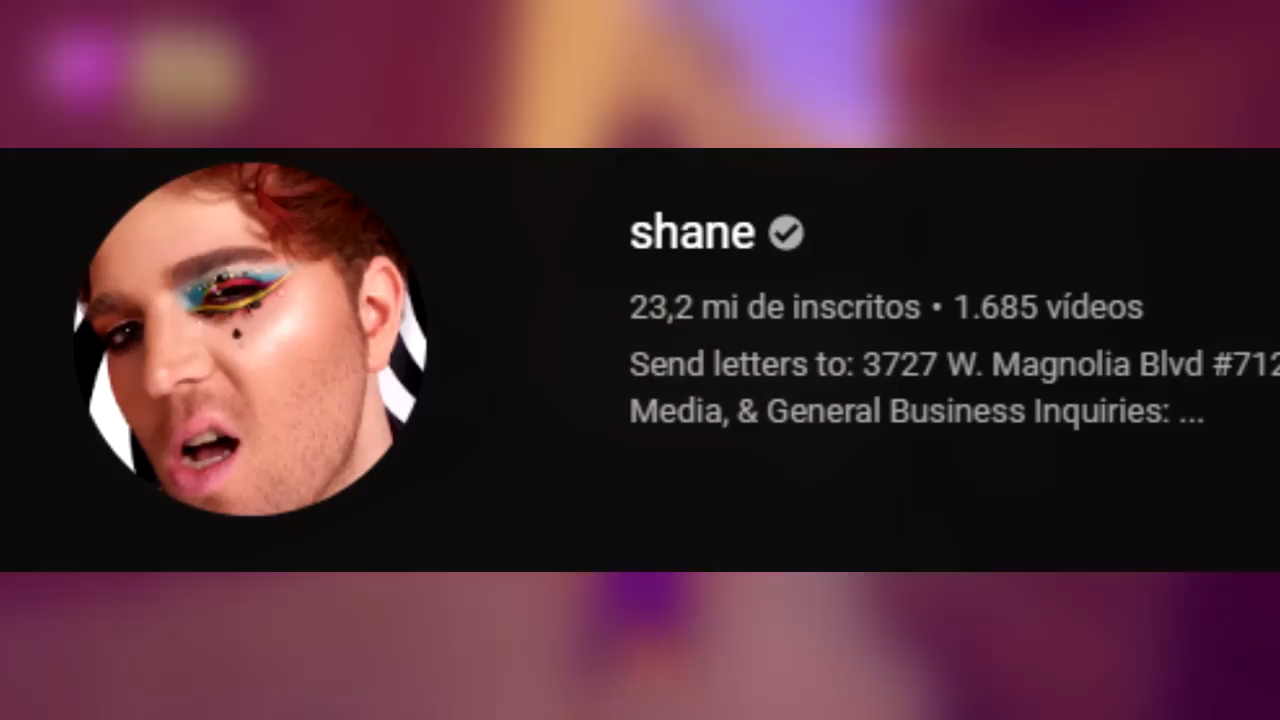 shane
23,2 mi de inscritos • 1.685 vídeos
Send letters to: 3727 W. Magnolia Blvd #712
Media, & General Business Inquiries: ...